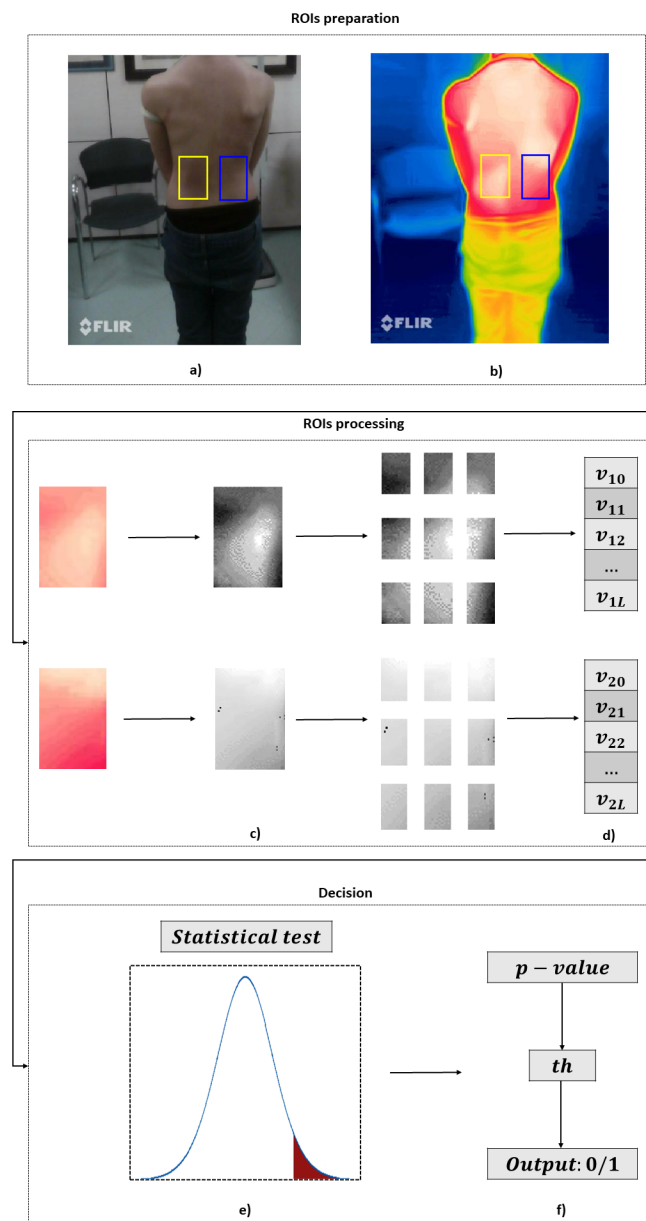 ROIs preparation
FLIR
FLIR
a)
b)
ROIs processing
v10
v11
v12
...
v1L
v20
v21
v22
...
v2L
c)
d)
Decision
Statistical test
p − value
th
Output: 0/1
e)
f)